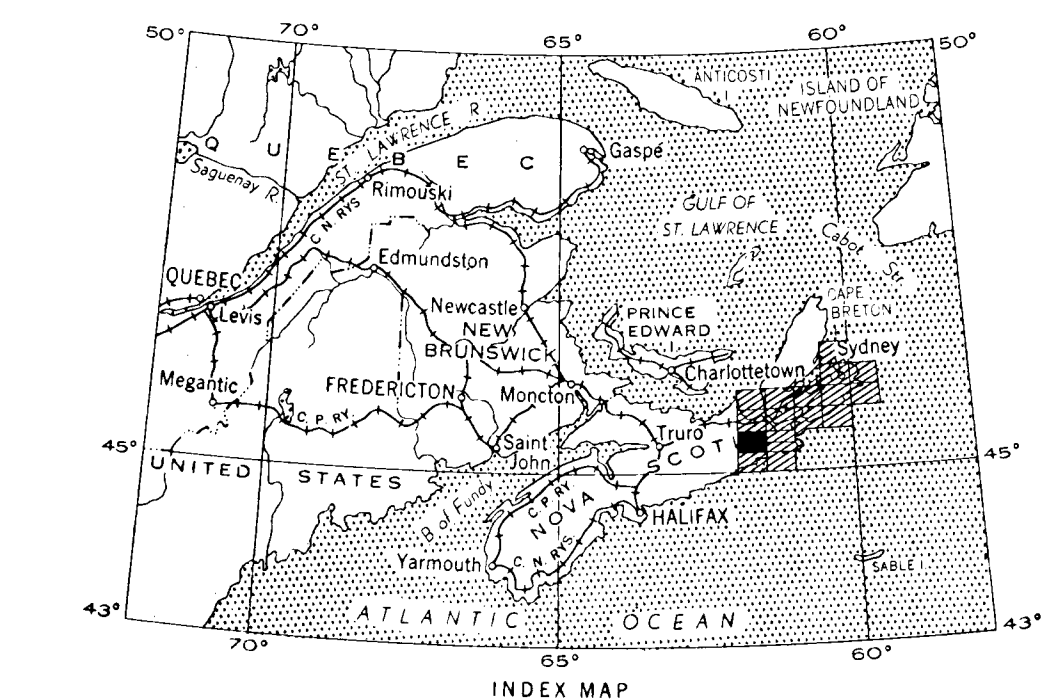 50° 70° 65° 60° 50°
ANTICOSTI
I
ISLAND OF
NEWFOUNDLAND
Q U E B E C
ST. LAWRENCE R.
Gaspé
Saguenay R.
Rimouski
C. N. RYS
GULF OF
ST. LAWRENCE
Cabot Str.
Edmundston
QUEBEC
Levis
Newcastle
NEW
BRUNSWICK
PRINCE
EDWARD
I
CAPE
BRETON
Sydney
Charlottetown
Megantic
FREDERICTON
Moncton
C. P. RY.
Truro
45°
Saint
John
SCOT
45°
UNITED STATES
B of Fundy
C. P. RY.
NOVA
HALIFAX
Yarmouth
C. N. RYS.
SABLE I.
43°
ATLANTIC OCEAN
43°
70° 65° 60°
INDEX MAP